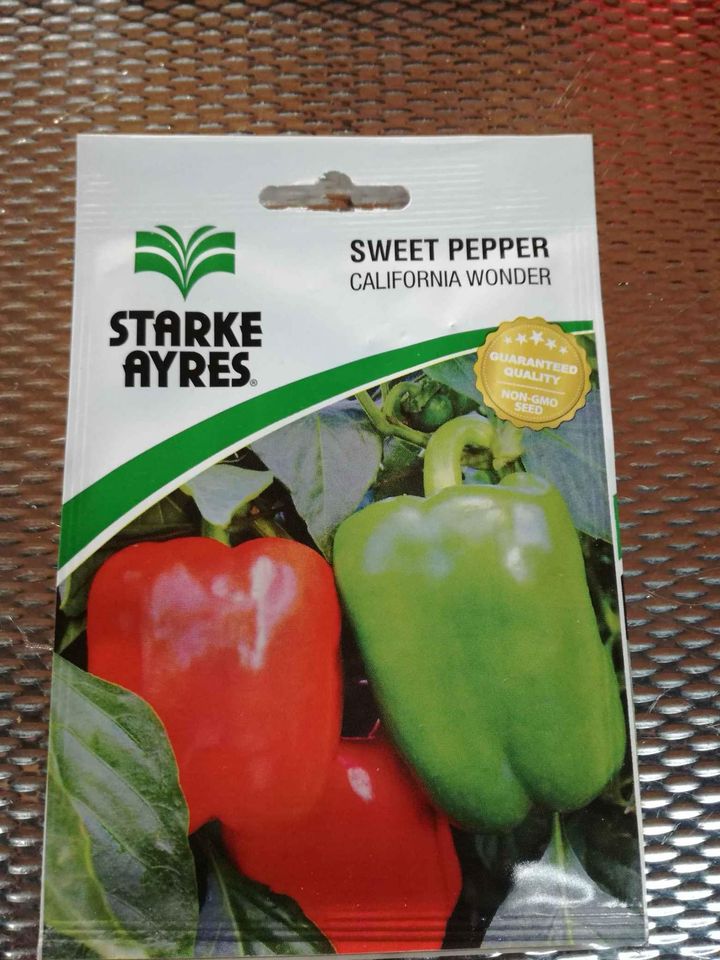 SWEET PEPPER
CALIFORNIA WONDER
STARKE
AYRES®
GUARANTEED
QUALITY
NON-GMO
SEED